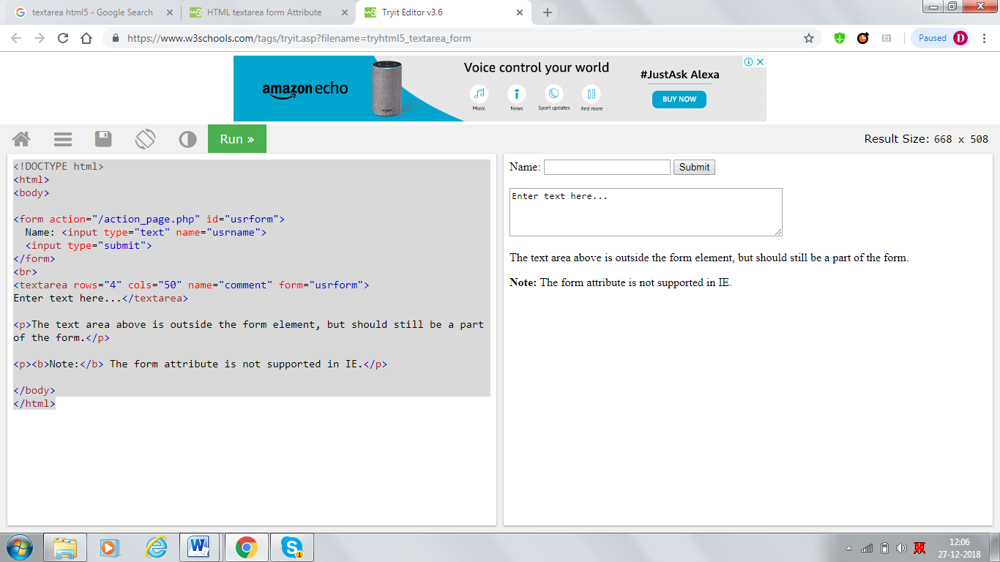 textarea html5 - Google Search
HTML textarea form Attribute
Tryit Editor v3.6
https://www.w3schools.com/tags/tryit.asp?filename=tryhtml5_textarea_form
Paused
D
amazon echo
Voice control your world
Music
News
Sport updates
And more
#JustAsk Alexa
BUY NOW
Run »
Result Size: 668 x 508
<!DOCTYPE html>
<html>
<body>
<form action="/action_page.php" id="usrform">
Name: <input type="text" name="usrname">
<input type="submit">
</form>
<br>
<textarea rows="4" cols="50" name="comment" form="usrform">
Enter text here...</textarea>
<p>The text area above is outside the form element, but should still be a part
of the form.</p>
<p><b>Note:</b> The form attribute is not supported in IE.</p>
</body>
</html>
Name:
Submit
Enter text here...
The text area above is outside the form element, but should still be a part of the form.
Note: The form attribute is not supported in IE.
12:06
27-12-2018